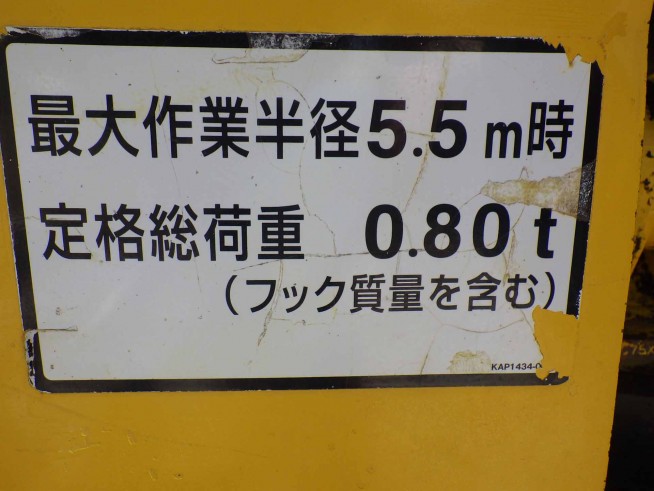 最大作業半径5.5m時
定格総荷重 0.80t
(フック質量を含む)
KAP1434-0